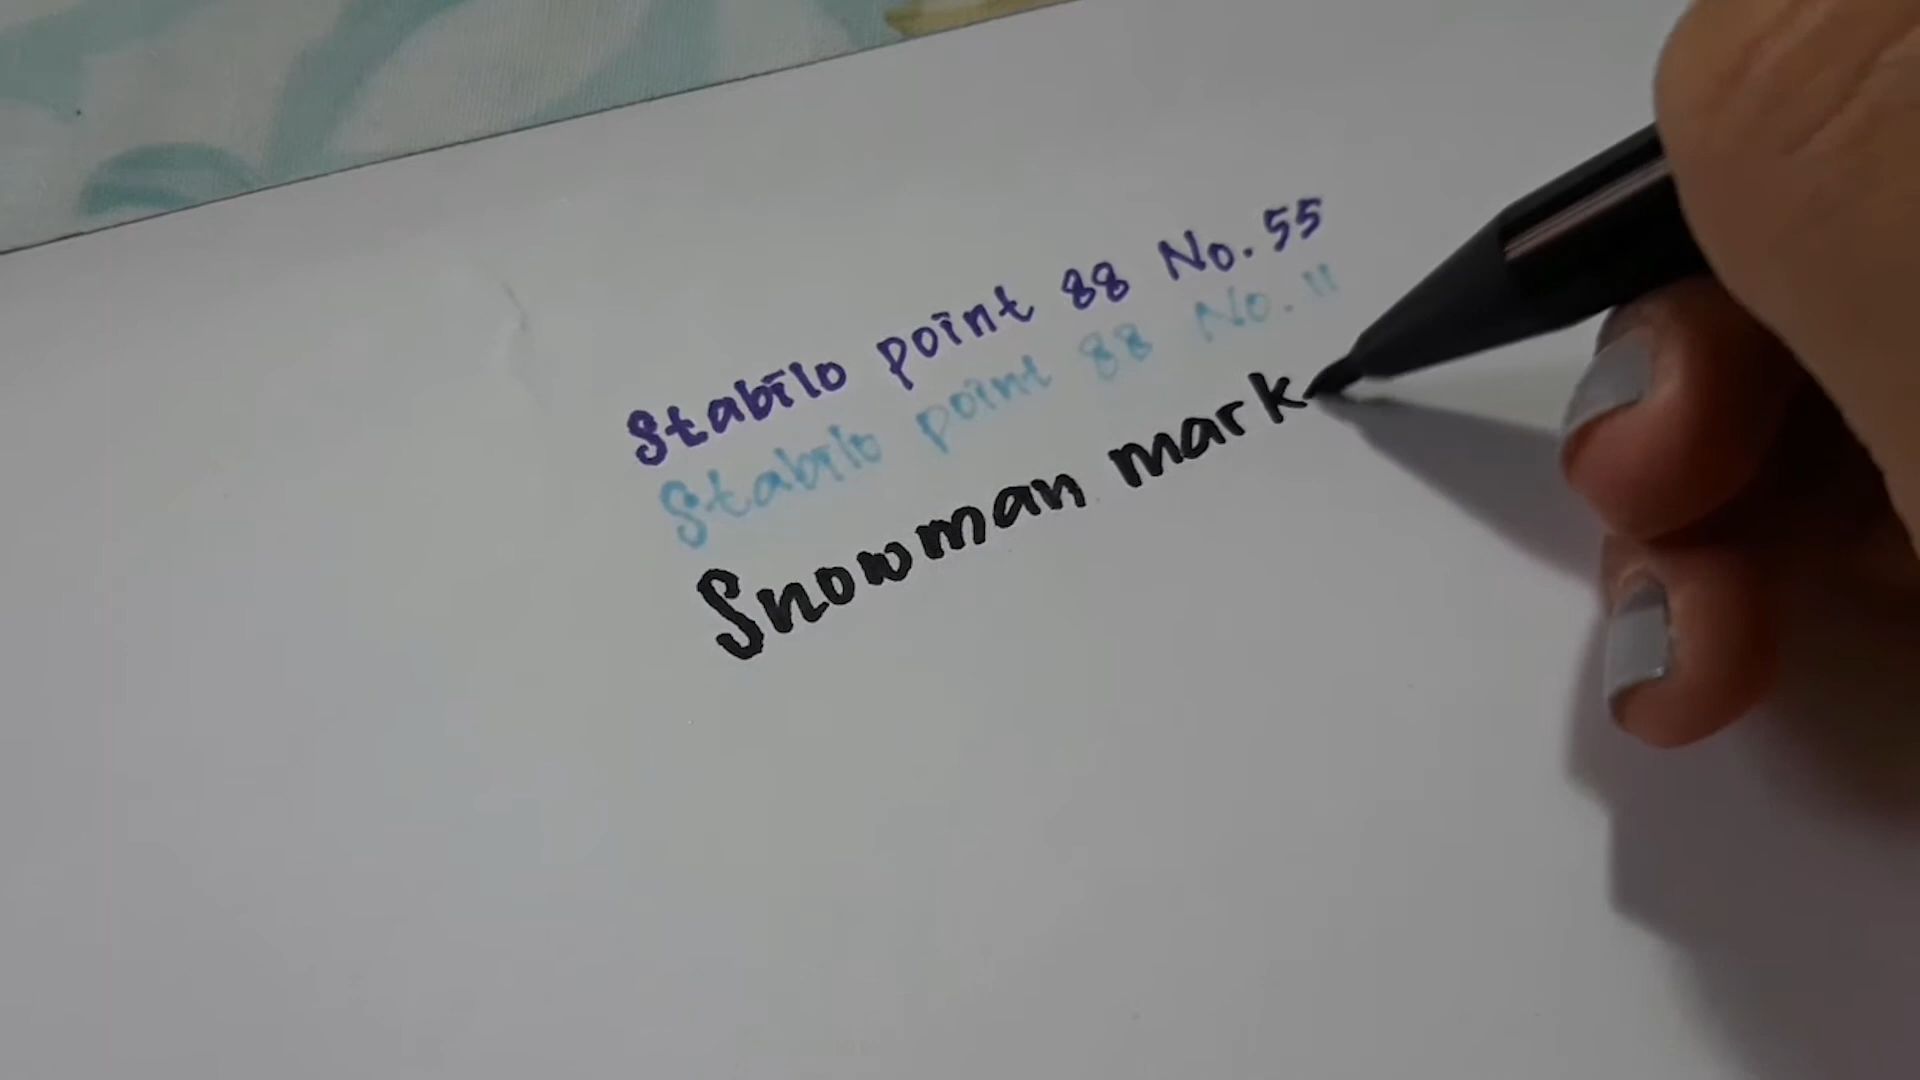 Stabilo point 88 No.55
Stabilo point 88 No.11
Snowman mark